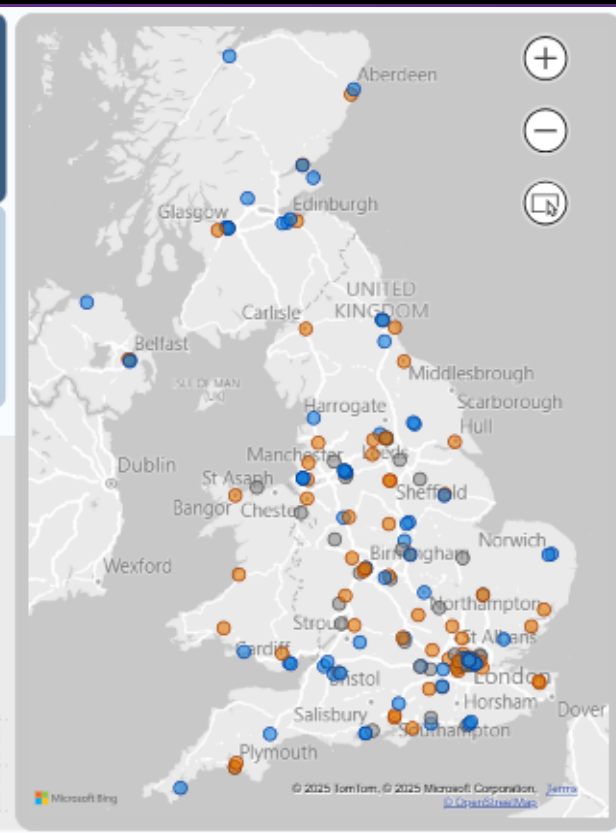 Aberdeen
Glasgow
Edinburgh
UNITED
KINGDOM
Carlisle
Belfast
ISLE OF MAN
(UK)
Middlesbrough
Harrogate
Scarborough
Hull
Leeds
Manchester
Dublin
St Asaph
Sheffield
Bangor
Chester
Norwich
Birmingham
Wexford
Northampton
Strou
St Albans
Cardiff
London
Bristol
Horsham
Dover
Salisbury
Southampton
Plymouth
Microsoft Bing
© 2025 TomTom, © 2025 Microsoft Corporation, Terms
© OpenStreetMap